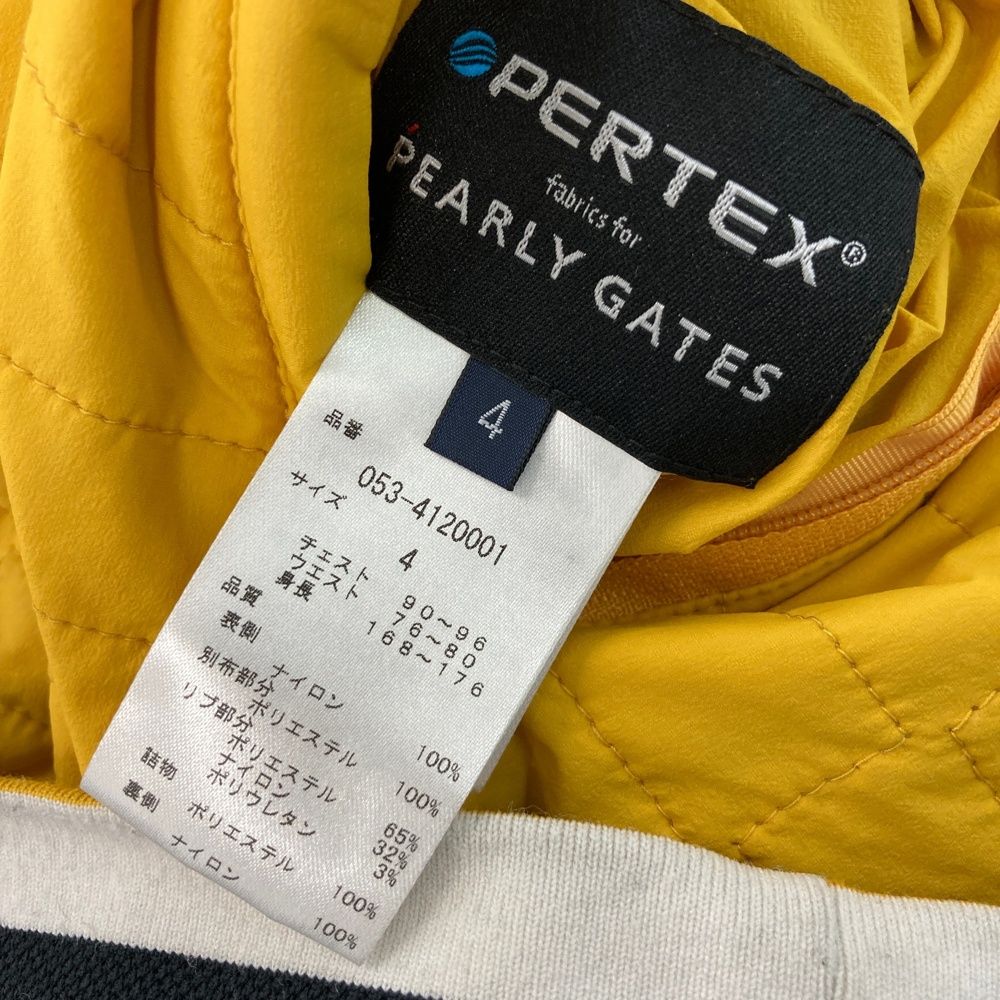 PERTEX®
fabrics for
PEARLY GATES
4
品番 053-4120001
サイズ 4
チェスト 90~96
ウエスト 76~80
身長 168~176
品質
表側 ナイロン 100%
別布部分 ポリエステル 100%
リブ部分 ポリエステル 65%
ナイロン 32%
ポリウレタン 3%
詰物 ポリエステル 100%
裏側 ナイロン 100%